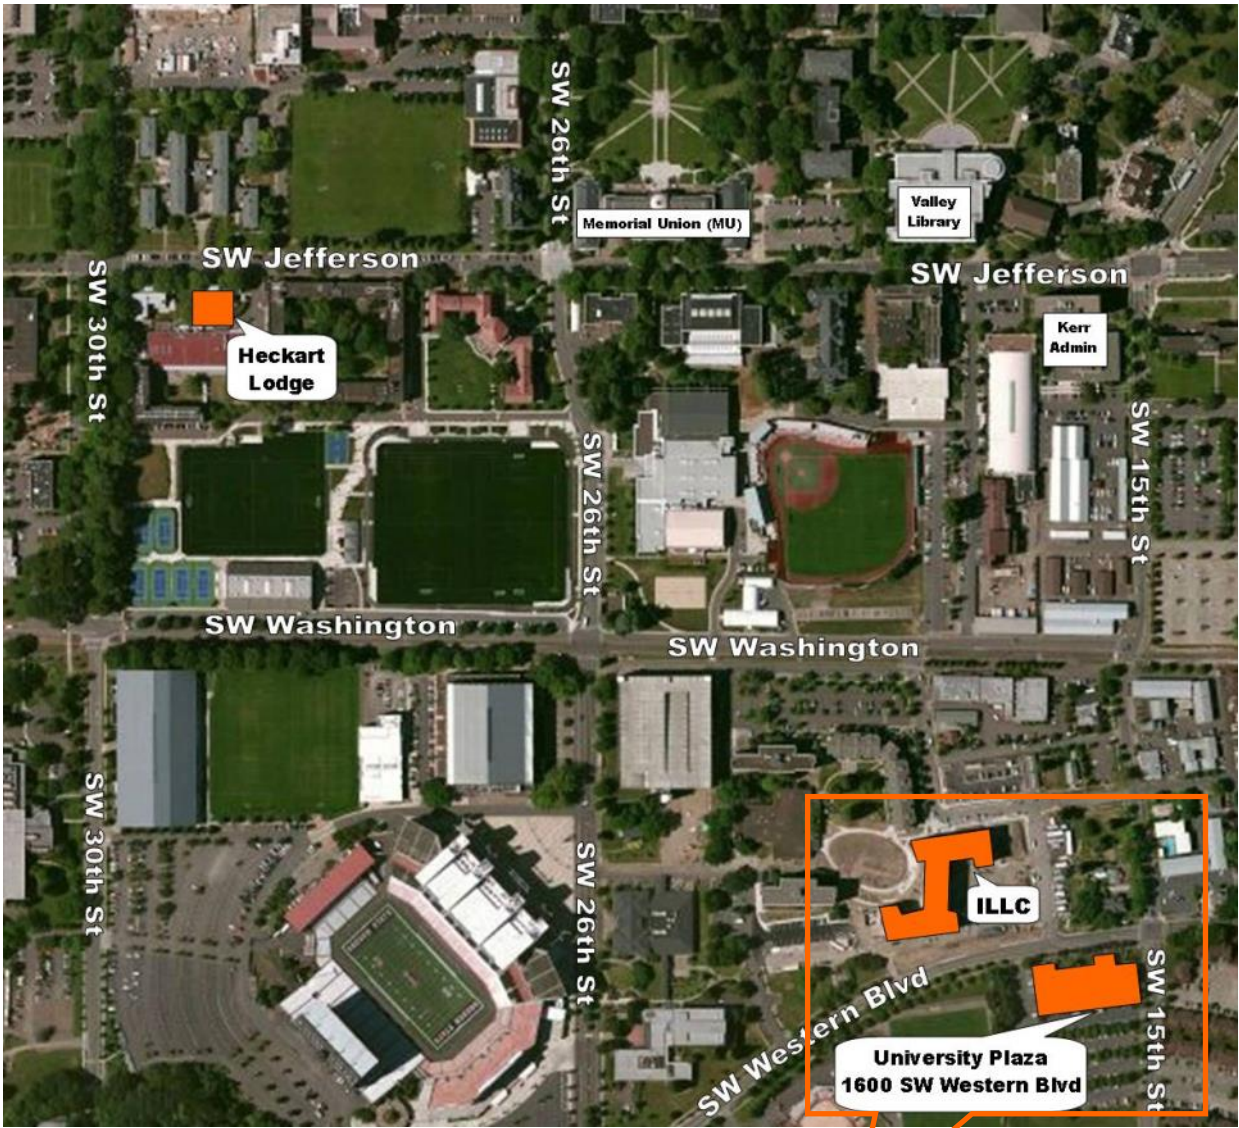 SW 26th St
Memorial Union (MU)
Valley
Library
SW Jefferson
SW Jefferson
SW 30th St
Heckart
Lodge
Kerr
Admin
SW 15th St
SW 26th St
SW Washington
SW Washington
SW 30th St
SW 26th St
ILLC
SW Western Blvd
SW 15th St
University Plaza
1600 SW Western Blvd